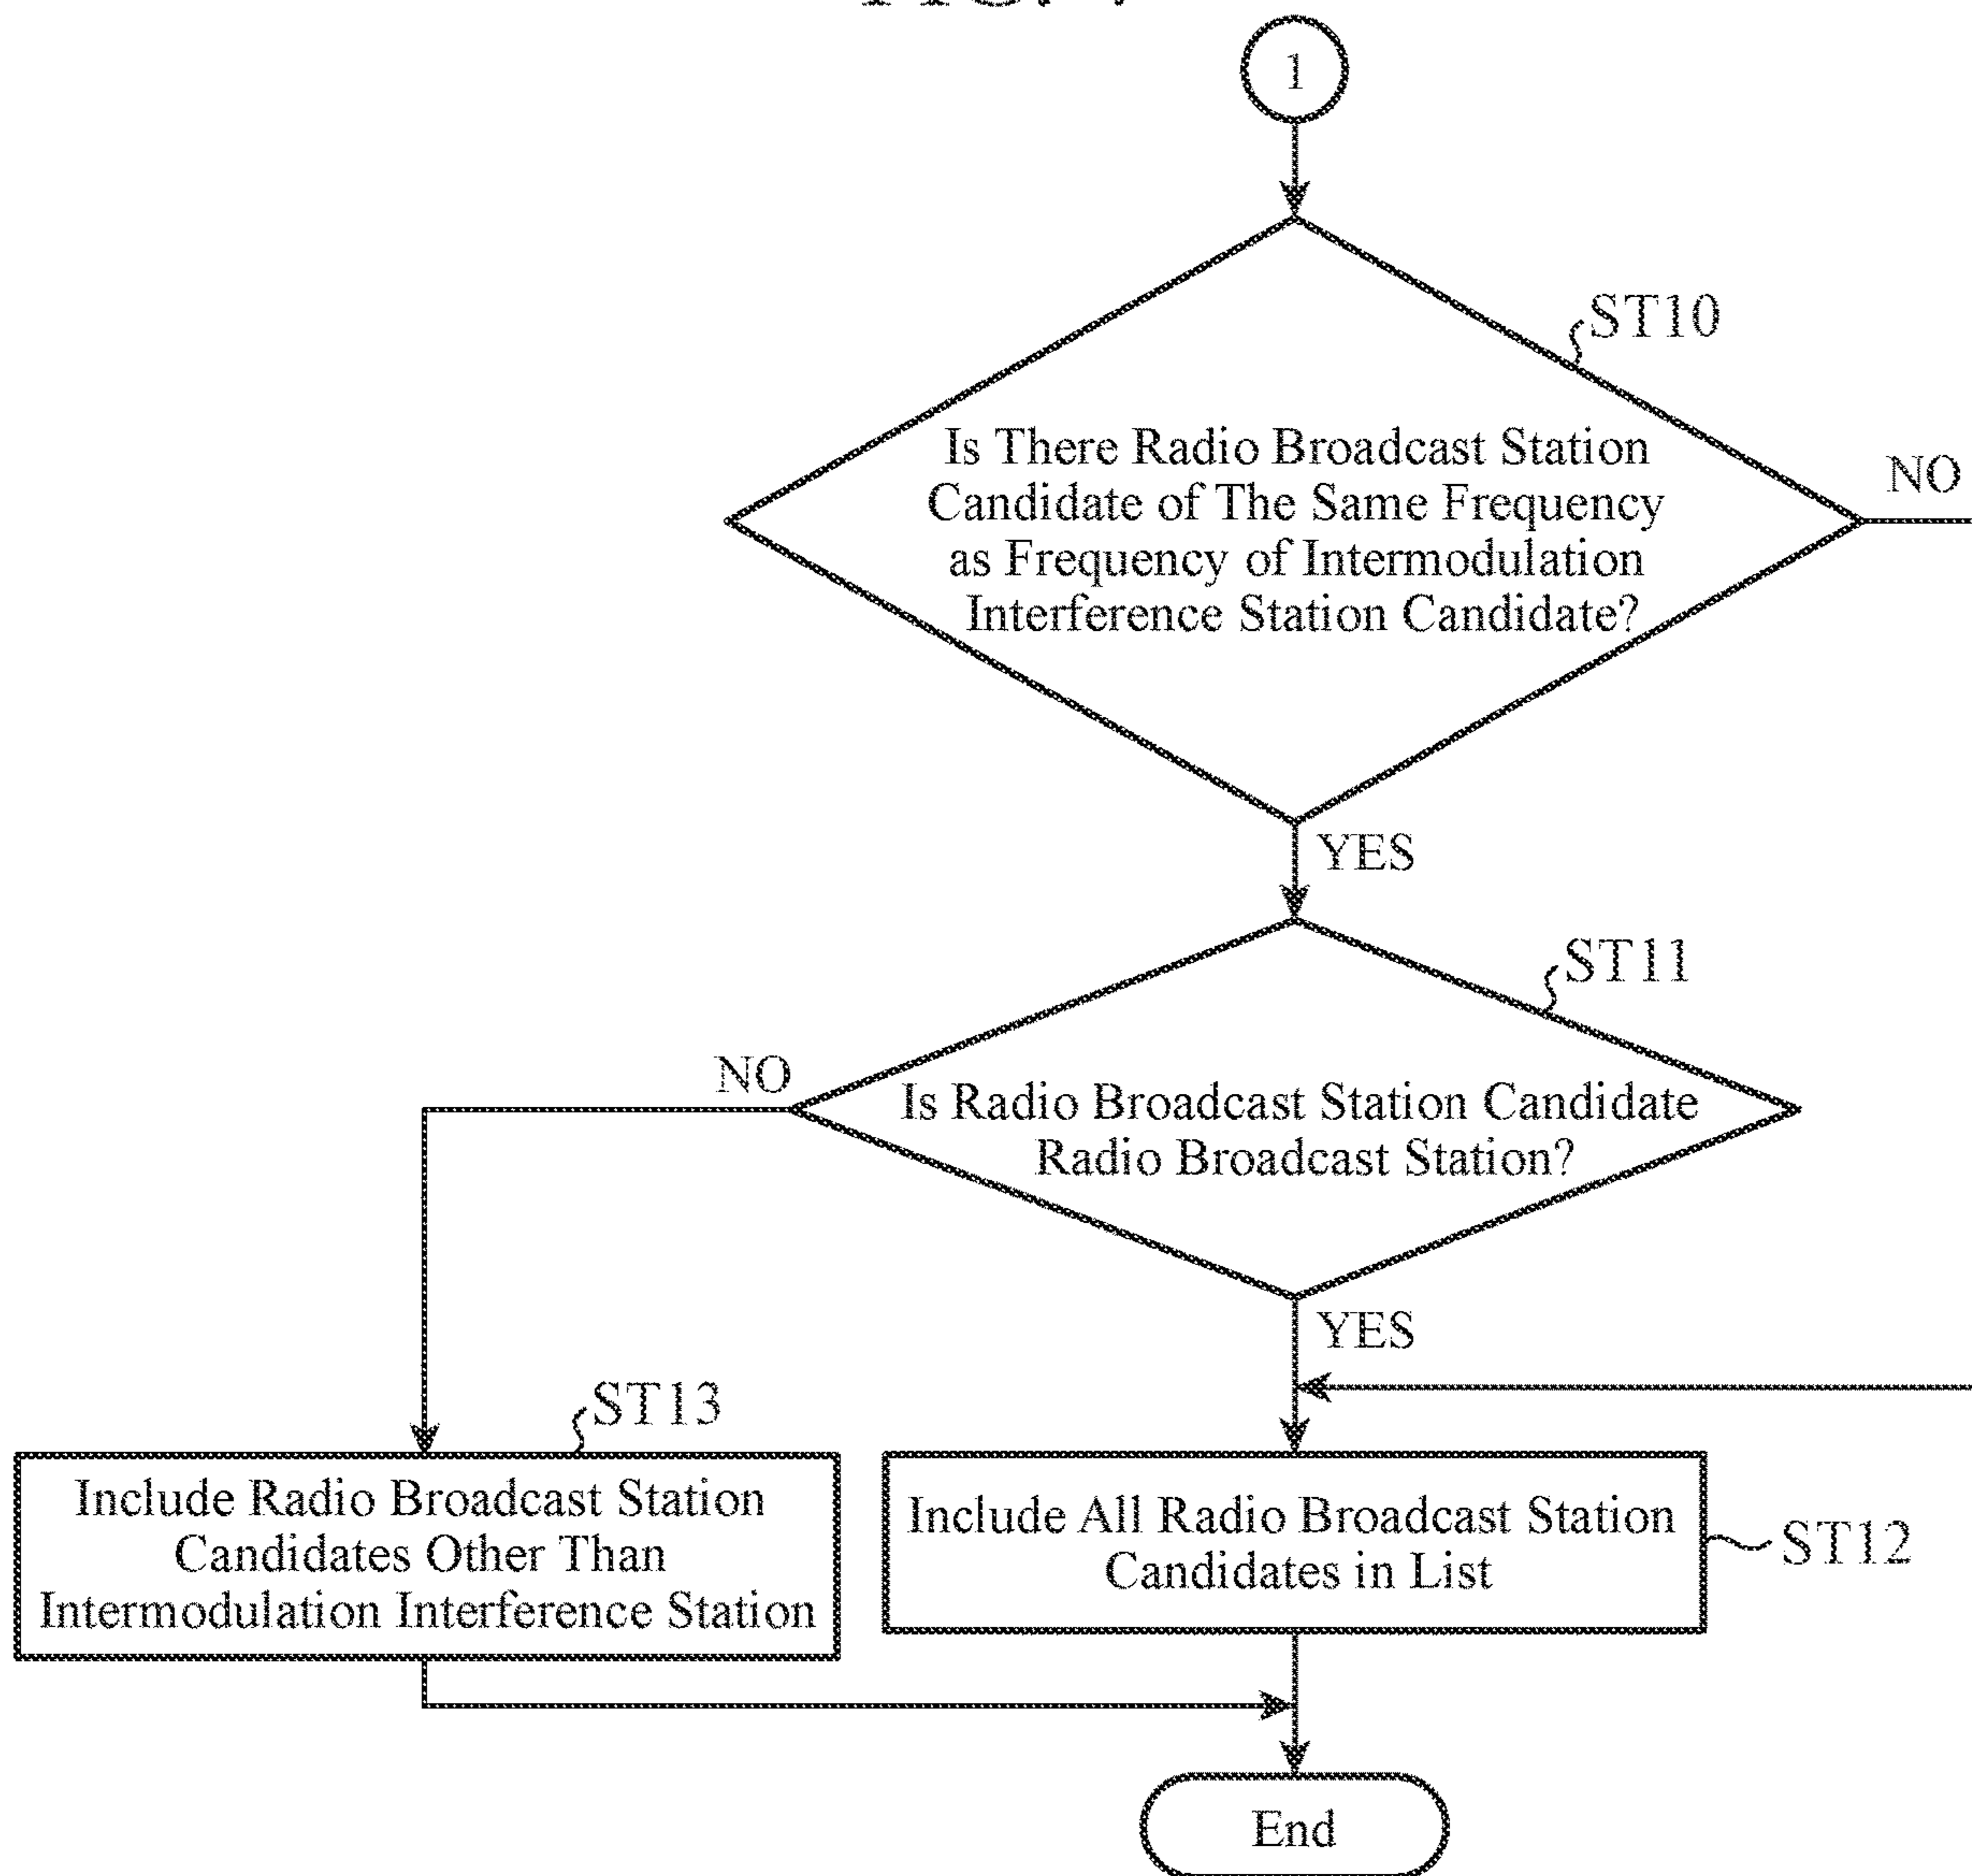 1
ST10
Is There Radio Broadcast Station
Candidate of The Same Frequency
as Frequency of Intermodulation
Interference Station Candidate?
NO
YES
ST11
NO
Is Radio Broadcast Station Candidate
Radio Broadcast Station?
YES
ST13
Include Radio Broadcast Station
Candidates Other Than
Intermodulation Interference Station
Include All Radio Broadcast Station
Candidates in List
ST12
End